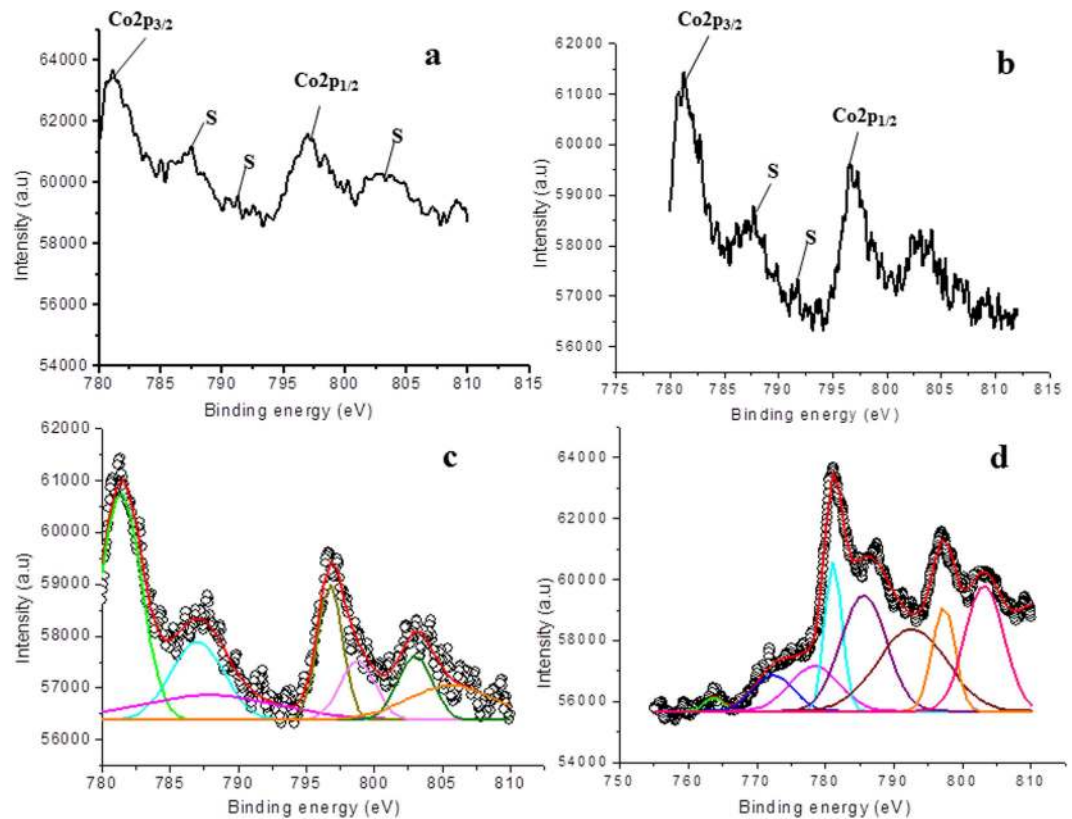 Co2p3/2
a
Co2p1/2
S
S
S
64000
62000
60000
58000
56000
54000
Intensity (a.u)
780 785 790 795 800 805 810 815
Binding energy (eV)
Co2p3/2
b
Co2p1/2
S
S
62000
61000
60000
59000
58000
57000
56000
Intensity (a.u)
775 780 785 790 795 800 805 810 815
Binding energy (eV)
c
62000
61000
60000
59000
58000
57000
56000
Intensity (a.u)
780 785 790 795 800 805 810
Binding energy (eV)
d
64000
62000
60000
58000
56000
54000
Intensity (a.u)
750 760 770 780 790 800 810
Binding energy (eV)